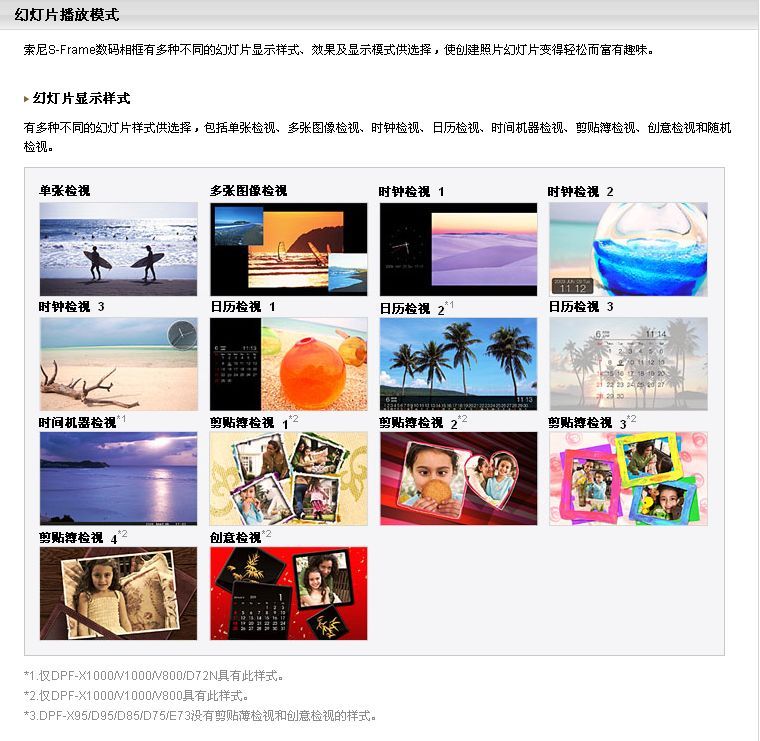 幻灯片播放模式
索尼S-Frame数码相框有多种不同的幻灯片显示样式、效果及显示模式供选择，使创建照片幻灯片变得轻松而富有趣味。
幻灯片显示样式
有多种不同的幻灯片样式供选择，包括单张检视、多张图像检视、时钟检视、日历检视、时间机器检视、剪贴簿检视、创意检视和随机
检视。
单张检视 多张图像检视 时钟检视 1 时钟检视 2
11 12
时钟检视 3 日历检视 1 日历检视 2*1 日历检视 3
6 11:13
11:13
6 11:14
时间机器检视*1 剪贴簿检视 1*2 剪贴簿检视 2*2 剪贴簿检视 3*2
剪贴簿检视 4*2 创意检视*2
*1.仅DPF-X1000/V1000/V800/D72N具有此样式。
*2.仅DPF-X1000/V1000/V800具有此样式。
*3.DPF-X95/D95/D85/D75/E73没有剪贴薄检视和创意检视的样式。